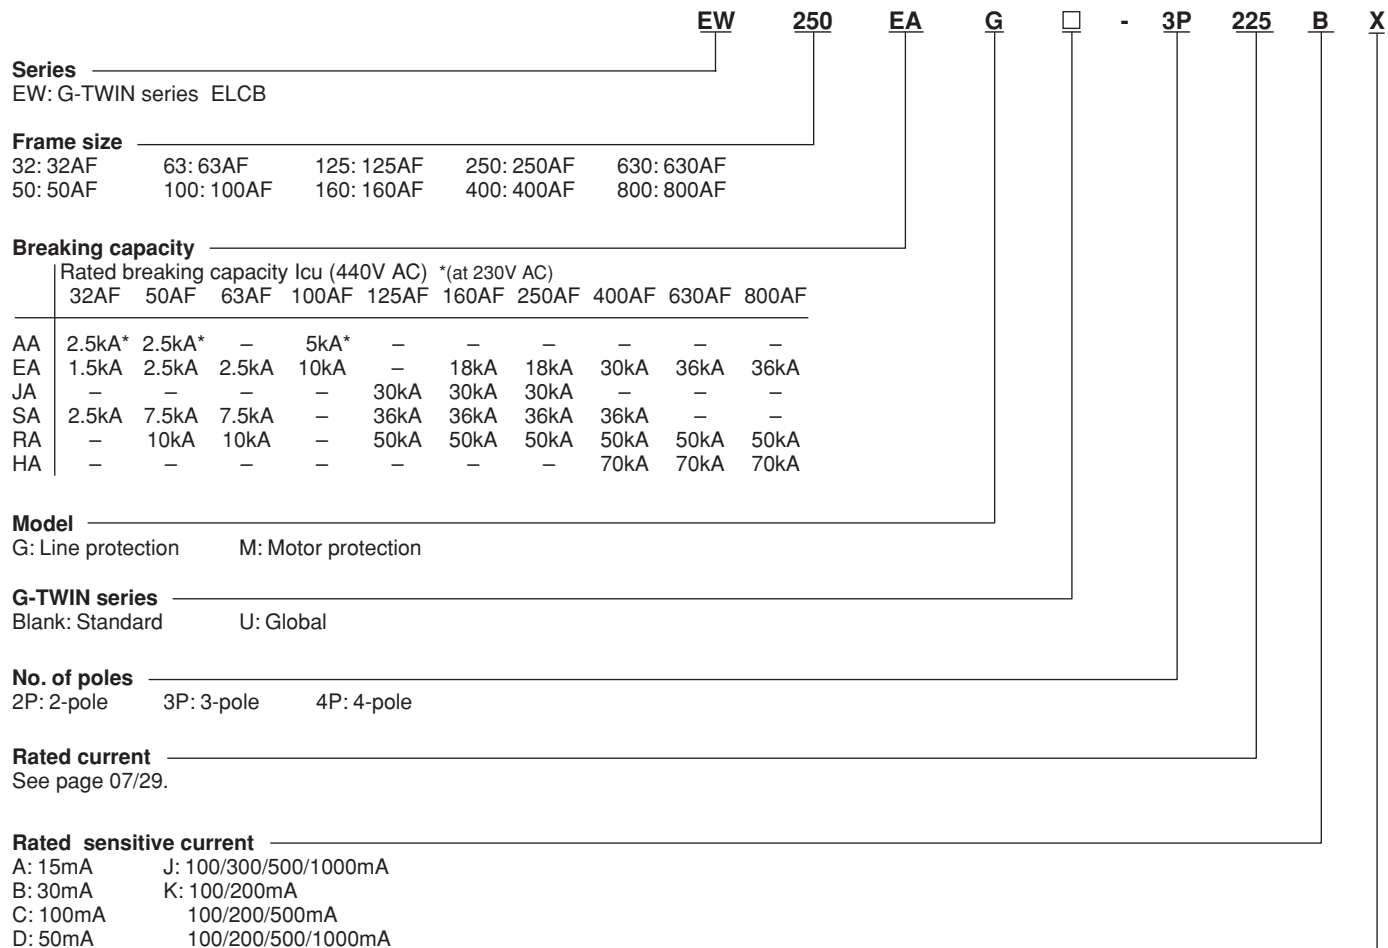 EW 250 EA G □ - 3P 225 B X
Series
EW: G-TWIN series ELCB
Frame size
32: 32AF 63: 63AF 125: 125AF 250: 250AF 630: 630AF
50: 50AF 100: 100AF 160: 160AF 400: 400AF 800: 800AF
Breaking capacity
Rated breaking capacity Icu (440V AC) *(at 230V AC)
32AF 50AF 63AF 100AF 125AF 160AF 250AF 400AF 630AF 800AF
AA 2.5kA* 2.5kA* – 5kA* – – – – – –
EA 1.5kA 2.5kA 2.5kA 10kA – 18kA 18kA 30kA 36kA 36kA
JA – – – – 30kA 30kA 30kA – – –
SA 2.5kA 7.5kA 7.5kA – 36kA 36kA 36kA 36kA – –
RA – 10kA 10kA – 50kA 50kA 50kA 50kA 50kA 50kA
HA – – – – – – – 70kA 70kA 70kA
Model
G: Line protection M: Motor protection
G-TWIN series
Blank: Standard U: Global
No. of poles
2P: 2-pole 3P: 3-pole 4P: 4-pole
Rated current
See page 07/29.
Rated sensitive current
A: 15mA J: 100/300/500/1000mA
B: 30mA K: 100/200mA
C: 100mA 100/200/500mA
D: 50mA 100/200/500/1000mA